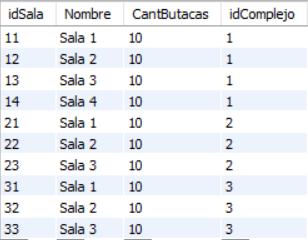 idSala Nombre CantButacas idComplejo
11 Sala 1 10 1
12 Sala 2 10 1
13 Sala 3 10 1
14 Sala 4 10 1
21 Sala 1 10 2
22 Sala 2 10 2
23 Sala 3 10 2
31 Sala 1 10 3
32 Sala 2 10 3
33 Sala 3 10 3